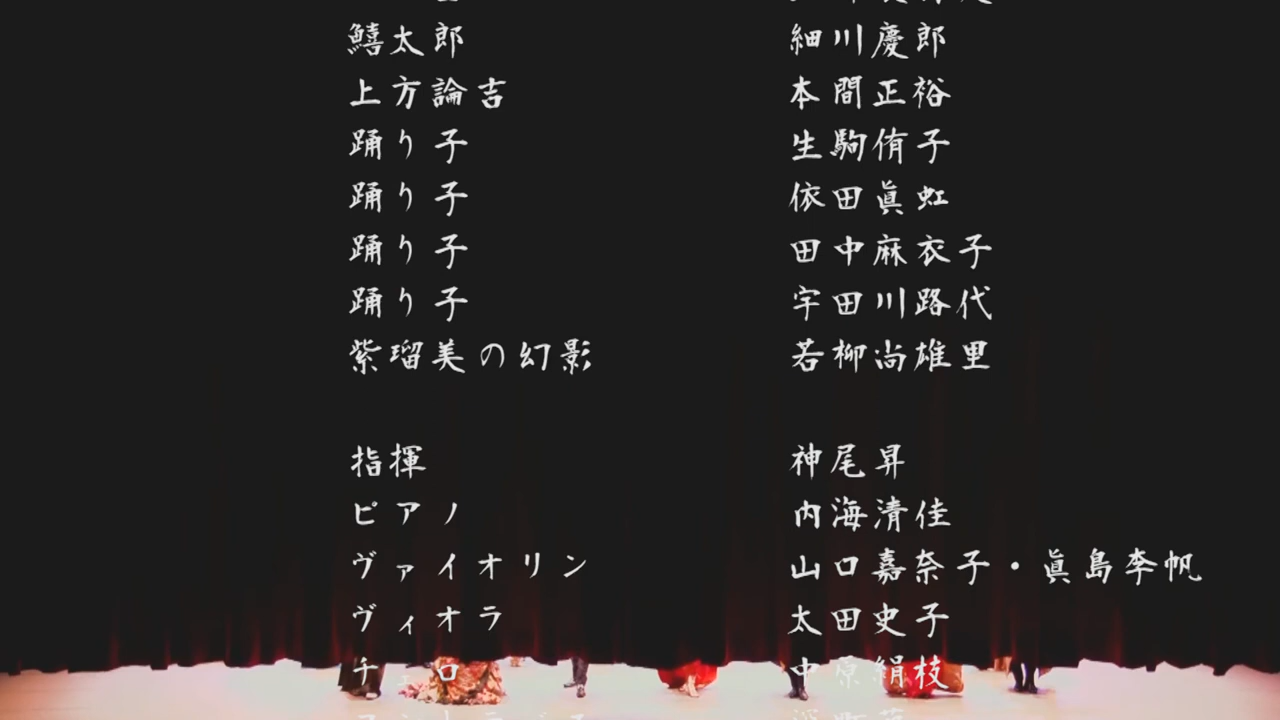 鱚太郎 細川慶郎
上方論吉 本間正裕
踊り子 生駒侑子
踊り子 依田眞虹
踊り子 田中麻衣子
踊り子 宇田川路代
紫瑠美の幻影 若柳尚雄里
指揮 神尾昇
ピアノ 内海清佳
ヴァイオリン 山口嘉奈子・眞島李帆
ヴィオラ 太田史子
チェロ 中原絹枝